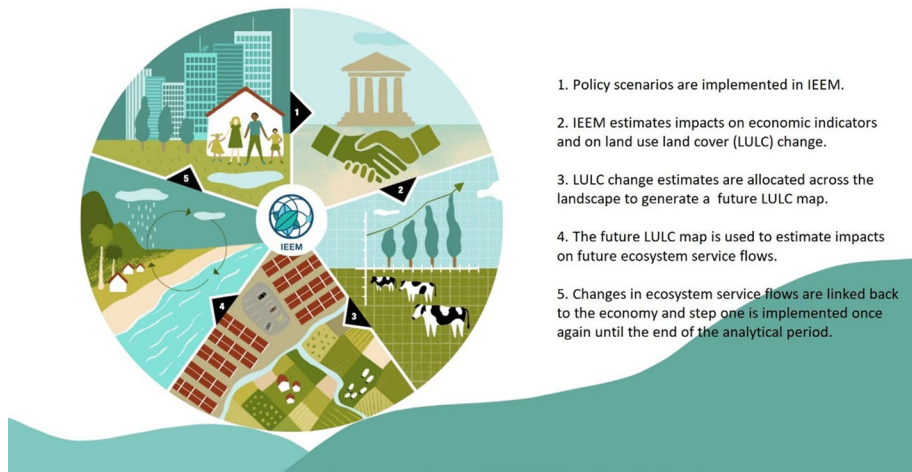 1
2
3
4
5
IEEM
1. Policy scenarios are implemented in IEEM.
2. IEEM estimates impacts on economic indicators
and on land use land cover (LULC) change.
3. LULC change estimates are allocated across the
landscape to generate a future LULC map.
4. The future LULC map is used to estimate impacts
on future ecosystem service flows.
5. Changes in ecosystem service flows are linked back
to the economy and step one is implemented once
again until the end of the analytical period.